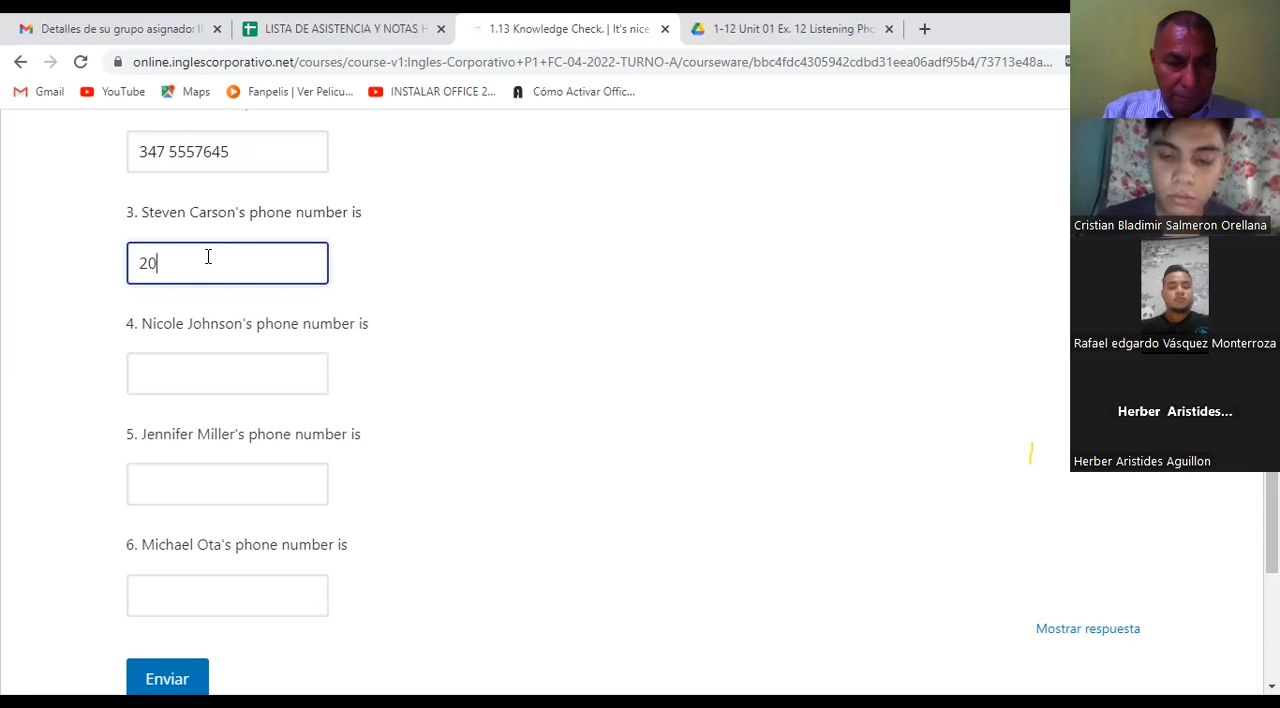 Detalles de su grupo asignado: I
LISTA DE ASISTENCIA Y NOTAS H
1.13 Knowledge Check. | It's nice
1-12 Unit 01 Ex. 12 Listening Pho
online.inglescorporativo.net/courses/course-v1:Ingles-Corporativo+P1+FC-04-2022-TURNO-A/courseware/bbc4fdc4305942cdbd31eea06adf95b4/73713e48a...
Gmail
YouTube
Maps
Fanpelis | Ver Pelicu...
INSTALAR OFFICE 2...
Cómo Activar Offic...
347 5557645
3. Steven Carson's phone number is
20
4. Nicole Johnson's phone number is
5. Jennifer Miller's phone number is
6. Michael Ota's phone number is
Mostrar respuesta
Enviar
Cristian Bladimir Salmeron Orellana
Rafael edgardo Vásquez Monterroza
Herber Aristides...
Herber Aristides Aguillon